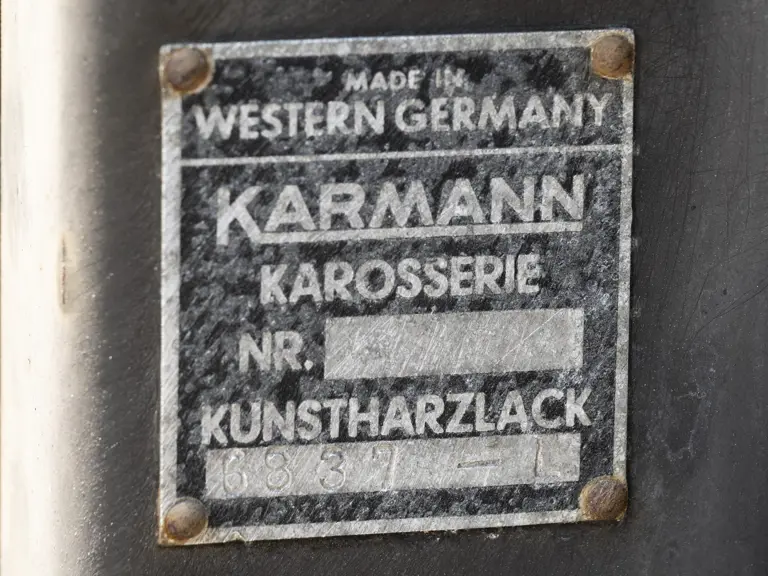 MADE IN
WESTERN GERMANY
KARMANN
KAROSSERIE
NR.
KUNSTHARZLACK
6837 - L